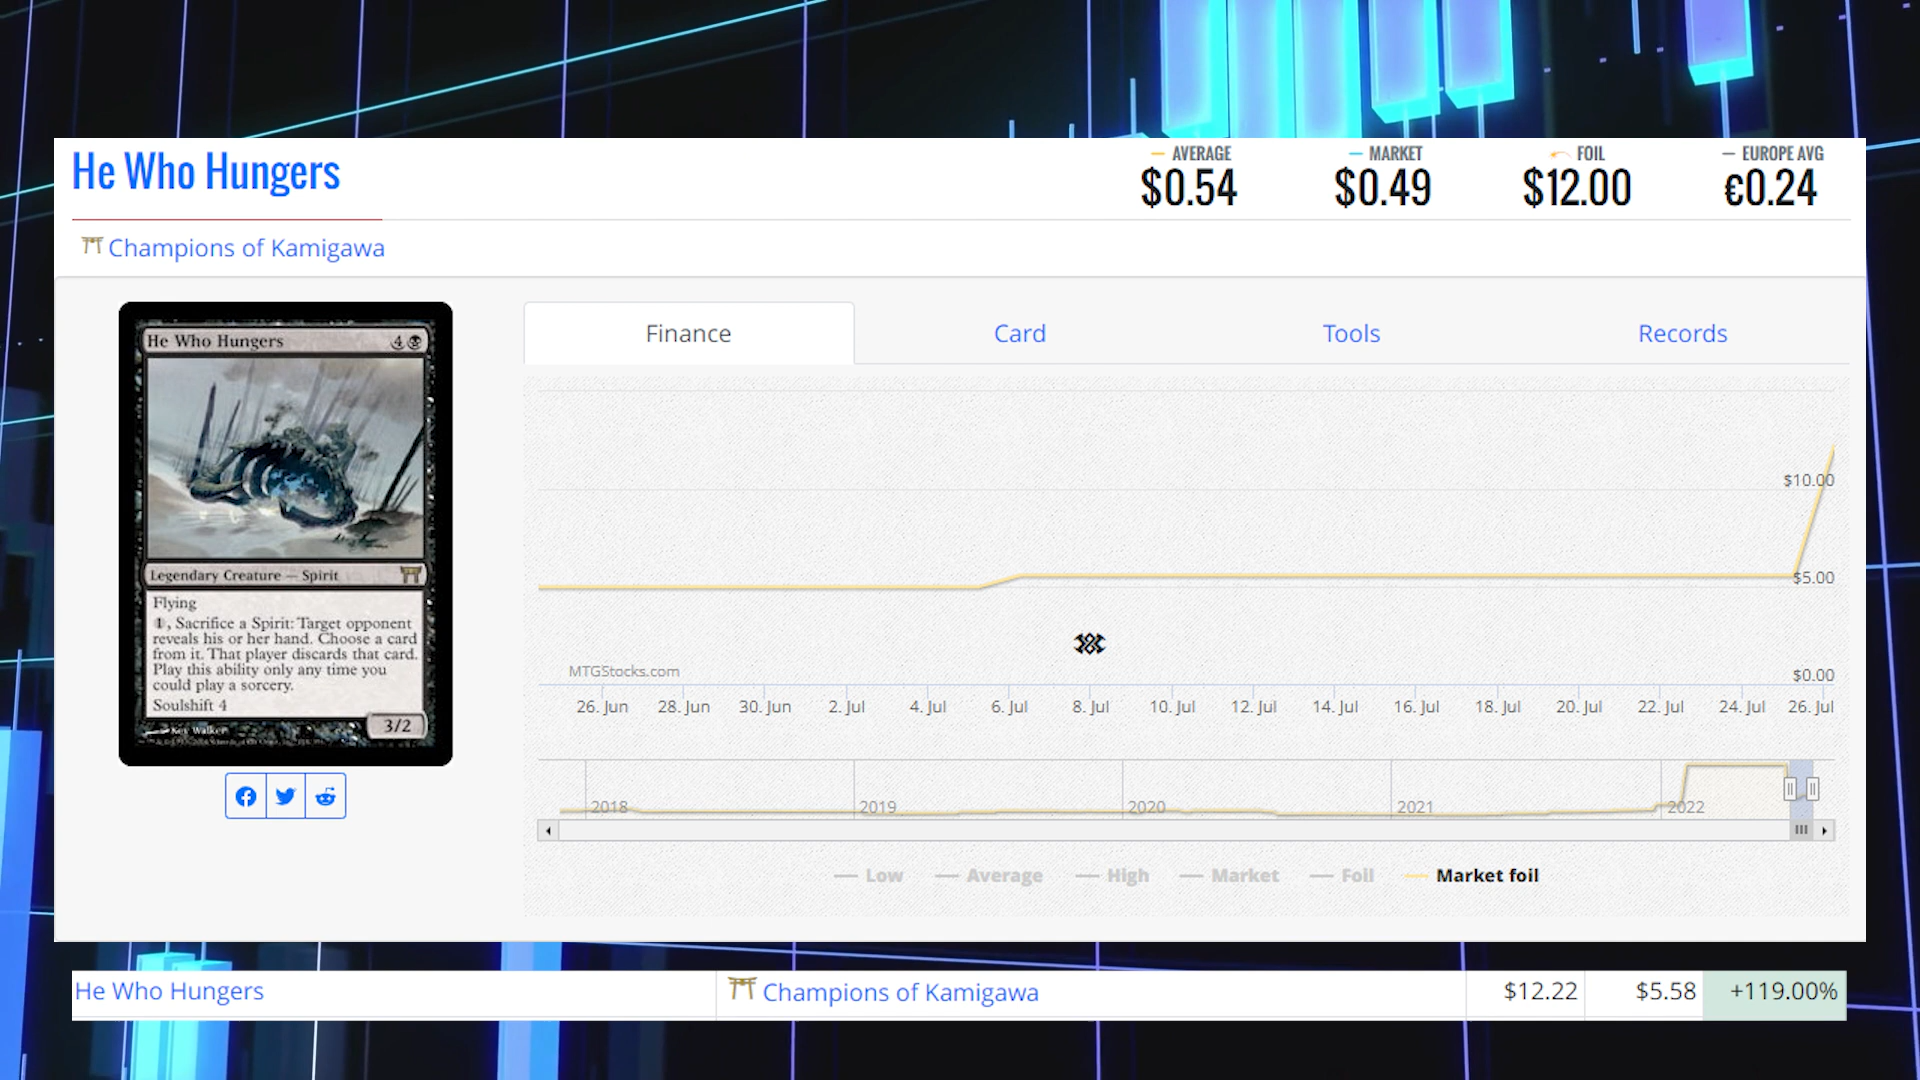 He Who Hungers
AVERAGE
$0.54
MARKET
$0.49
FOIL
$12.00
EUROPE AVG
€0.24
Champions of Kamigawa
He Who Hungers 4
Legendary Creature — Spirit
Flying
1, Sacrifice a Spirit: Target opponent
reveals his or her hand. Choose a card
from it. That player discards that card.
Play this ability only any time you
could play a sorcery.
Soulshift 4
Kev Walker
3/2
Finance
Card
Tools
Records
$10.00
$5.00
$0.00
MTGStocks.com
26. Jun 28. Jun 30. Jun 2. Jul 4. Jul 6. Jul 8. Jul 10. Jul 12. Jul 14. Jul 16. Jul 18. Jul 20. Jul 22. Jul 24. Jul 26. Jul
2018 2019 2020 2021 2022
Low Average High Market Foil Market foil
He Who Hungers Champions of Kamigawa $12.22 $5.58 +119.00%